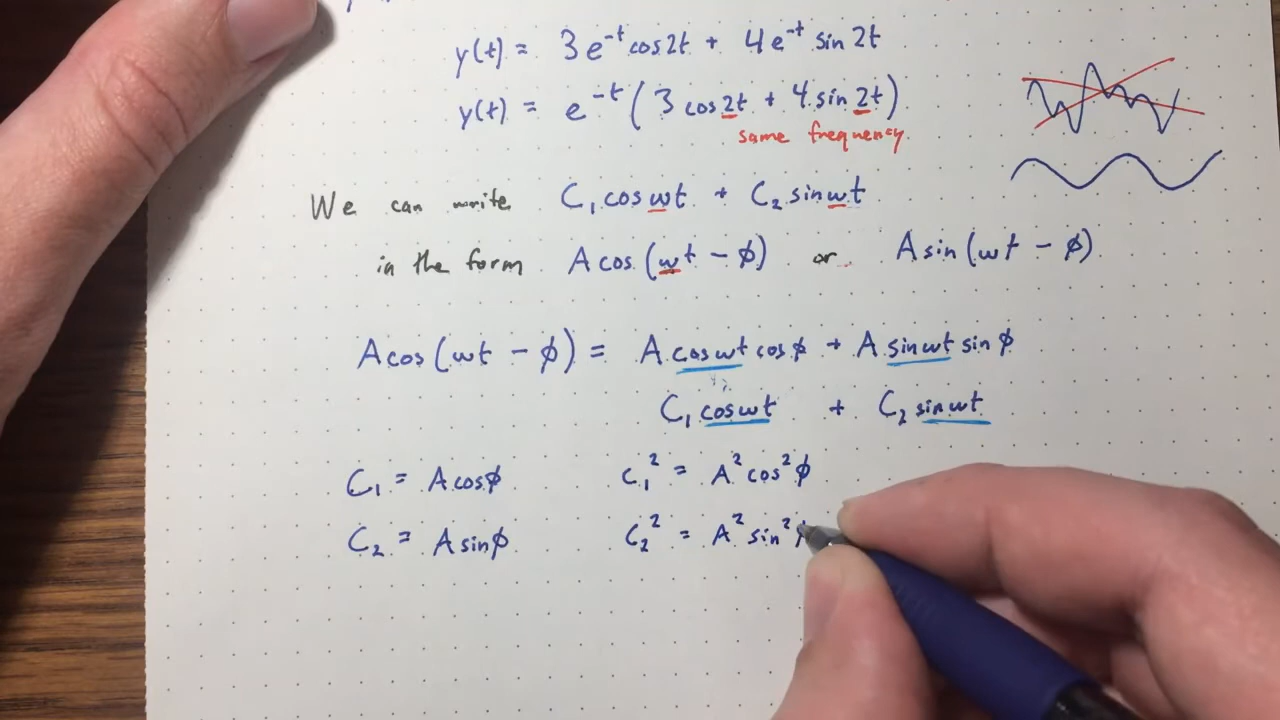 y(t) = 3e^{-t} cos 2t + 4e^{-t} sin 2t
y(t) = e^{-t} (3 cos 2t + 4 sin 2t)
same frequency
We can write C₁ cos ωt + C₂ sin ωt
in the form A cos (ωt - ϕ) or A sin (ωt - ϕ)
A cos (ωt - ϕ) = A cos ωt cos ϕ + A sin ωt sin ϕ
C₁ cos ωt + C₂ sin ωt
C₁ = A cos ϕ C₁² = A² cos² ϕ
C₂ = A sin ϕ C₂² = A² sin²